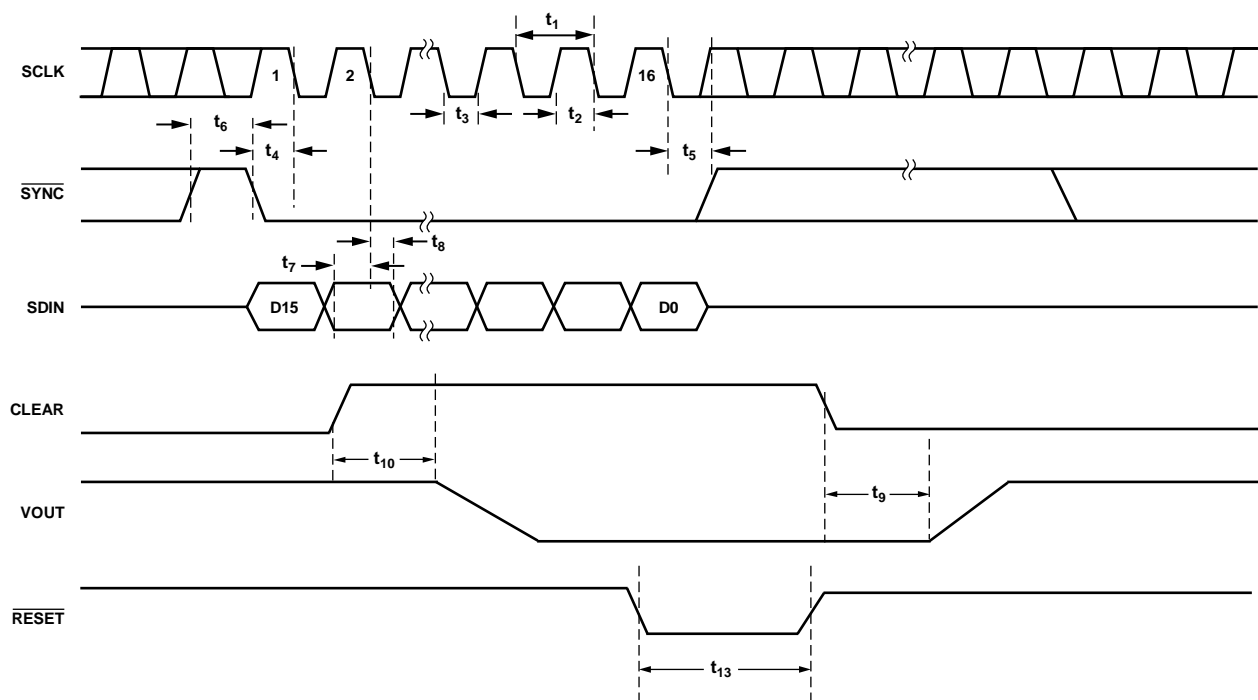 t1
SCLK
1
2
16
t3
t2
t6
t4
t5
SYNC
t8
t7
SDIN
D15
D0
CLEAR
t10
t9
VOUT
RESET
t13